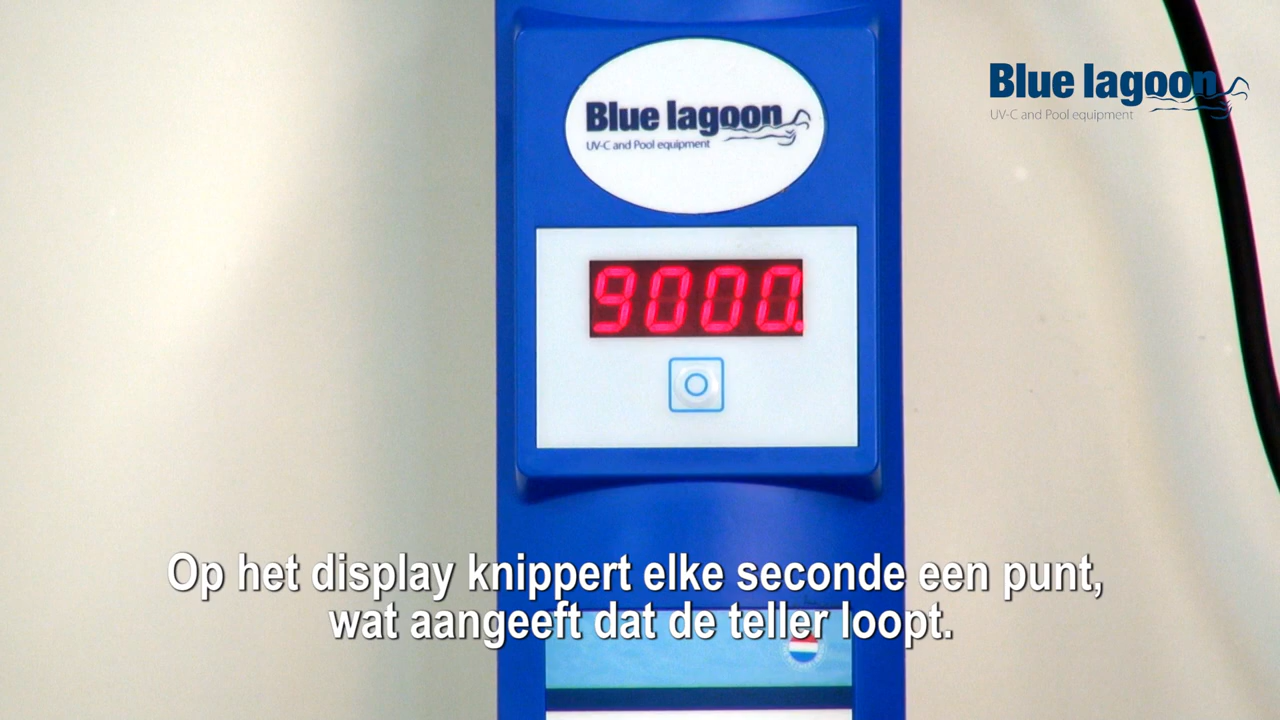 Blue lagoon
UV-C and Pool equipment
Blue lagoon
UV-C and Pool equipment
9000.
Op het display knippert elke seconde een punt,
wat aangeeft dat de teller loopt.